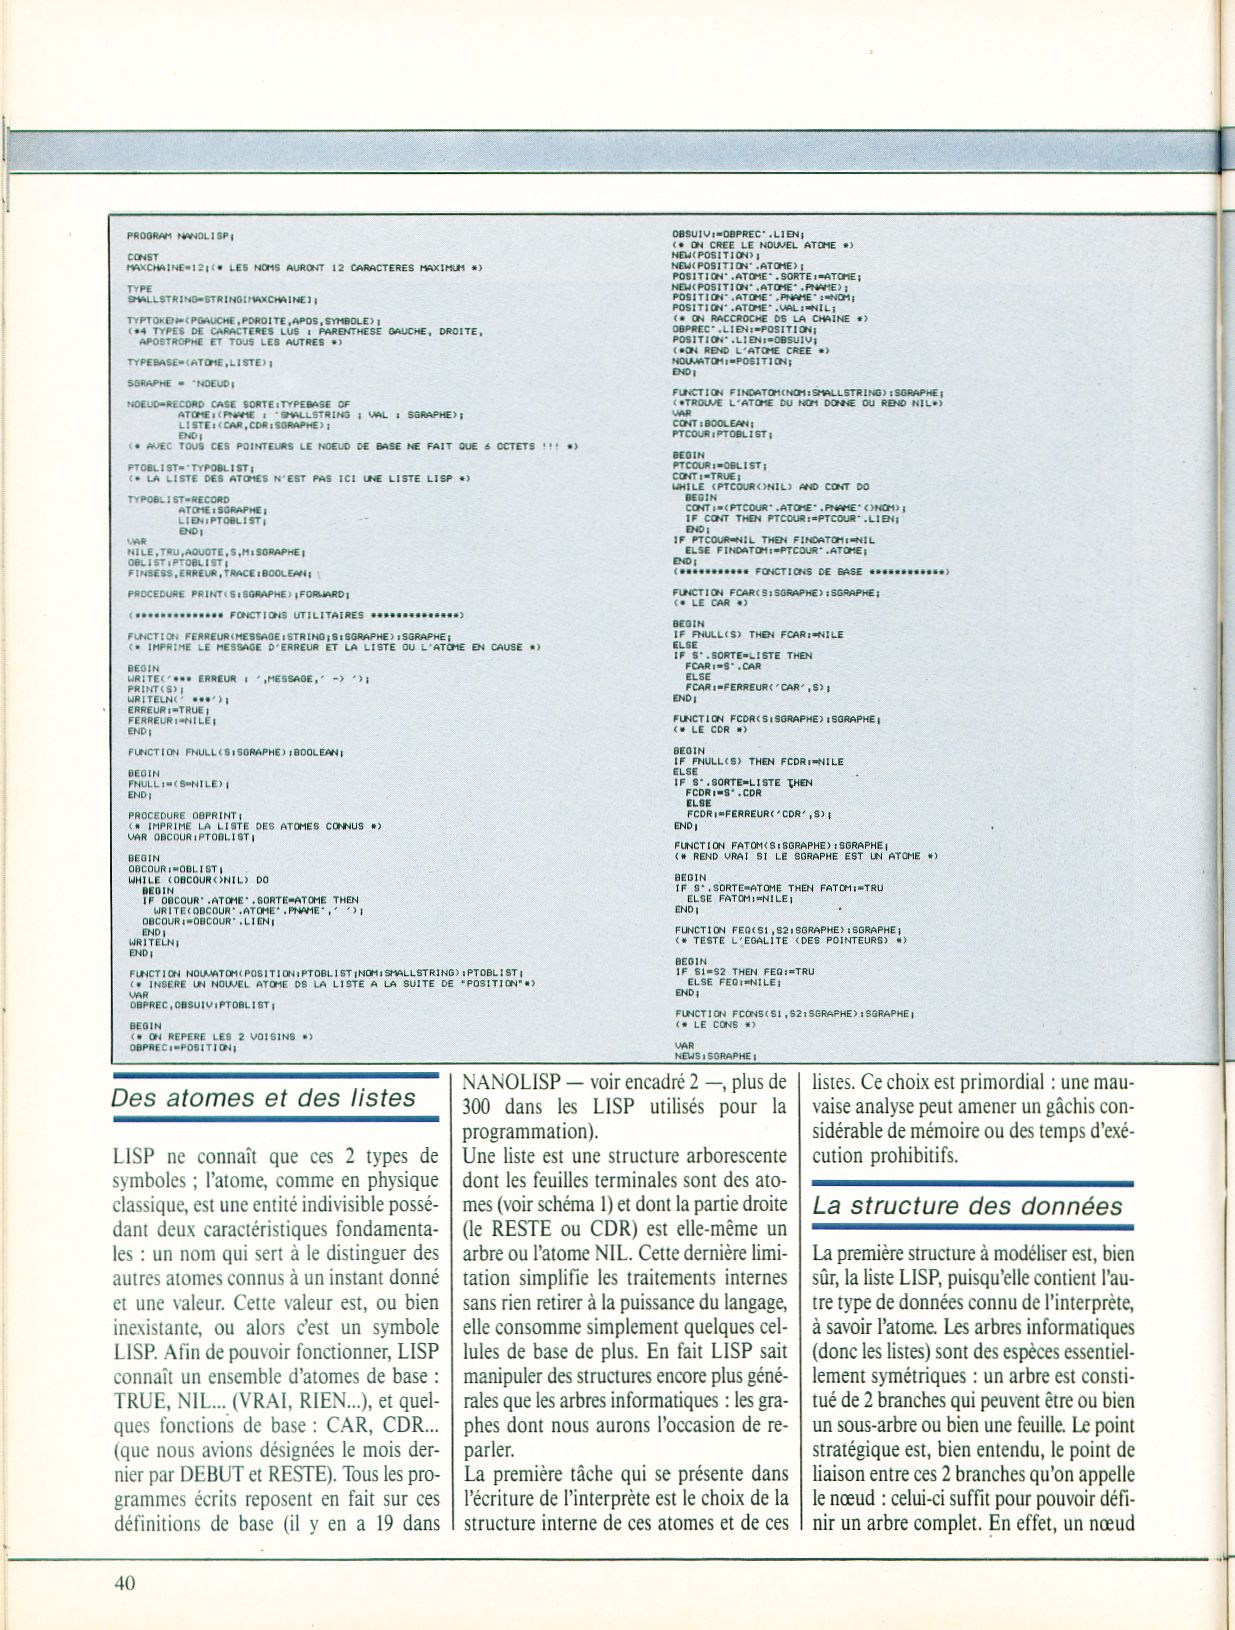 PROGRAM NANOLISP;
CONST
MAXCHAINE=12;(* LES NOMS AURONT 12 CARACTERES MAXIMUM *)
TYPE
SMALLSTRING=STRING[MAXCHAINE];
TYPTOKEN=(PGAUCHE,PDROITE,APOS,SYMBOLE);
(*4 TYPES DE CARACTERES LUS : PARENTHESE GAUCHE, DROITE,
APOSTROPHE ET TOUS LES AUTRES *)
TYPEBASE=(ATOME,LISTE);
SGRAPHE = ^NOEUD;
NOEUD=RECORD CASE SORTE:TYPEBASE OF
ATOME:(PNAME : ^SMALLSTRING ; VAL : SGRAPHE);
LISTE:(CAR,CDR:SGRAPHE);
END;
(* AVEC TOUS CES POINTEURS LE NOEUD DE BASE NE FAIT QUE 6 OCTETS !!! *)
PTOBLIST=^TYPOBLIST;
(* LA LISTE DES ATOMES N'EST PAS ICI UNE LISTE LISP *)
TYPOBLIST=RECORD
ATOME:SGRAPHE;
LIEN:PTOBLIST;
END;
VAR
NILE,TRU,AQUOTE,S,M:SGRAPHE;
OBLIST:PTOBLIST;
FINSESS,ERREUR,TRACE:BOOLEAN;
PROCEDURE PRINT(S:SGRAPHE);FORWARD;
(************** FONCTIONS UTILITAIRES **************)
FUNCTION FERREUR(MESSAGE:STRING;S:SGRAPHE):SGRAPHE;
(* IMPRIME LE MESSAGE D'ERREUR ET LA LISTE OU L'ATOME EN CAUSE *)
BEGIN
WRITE('*** ERREUR : ',MESSAGE,' -> ');
PRINT(S);
WRITELN(' ***');
ERREUR:=TRUE;
FERREUR:=NILE;
END;
FUNCTION FNULL(S:SGRAPHE):BOOLEAN;
BEGIN
FNULL:=(S=NILE);
END;
PROCEDURE OBPRINT;
(* IMPRIME LA LISTE DES ATOMES CONNUS *)
VAR OBCOUR:PTOBLIST;
BEGIN
OBCOUR:=OBLIST;
WHILE (OBCOUR<>NIL) DO
BEGIN
IF OBCOUR^.ATOME^.SORTE=ATOME THEN
WRITE(OBCOUR^.ATOME^.PNAME^,' ');
OBCOUR:=OBCOUR^.LIEN;
END;
WRITELN;
END;
FUNCTION NOUVATOM(POSITION:PTOBLIST;NOM:SMALLSTRING):PTOBLIST;
(* INSERE UN NOUVEL ATOME DS LA LISTE A LA SUITE DE "POSITION"*)
VAR
OBPREC,OBSUIV:PTOBLIST;
BEGIN
(* ON REPERE LES 2 VOISINS *)
OBPREC:=POSITION;
OBSUIV:=OBPREC^.LIEN;
(* ON CREE LE NOUVEL ATOME *)
NEW(POSITION);
NEW(POSITION^.ATOME);
POSITION^.ATOME^.SORTE:=ATOME;
NEW(POSITION^.ATOME^.PNAME);
POSITION^.ATOME^.PNAME^:=NOM;
POSITION^.ATOME^.VAL:=NIL;
(* ON RACCROCHE DS LA CHAINE *)
OBPREC^.LIEN:=POSITION;
POSITION^.LIEN:=OBSUIV;
(*ON REND L'ATOME CREE *)
NOUVATOM:=POSITION;
END;
FUNCTION FINDATOM(NOM:SMALLSTRING):SGRAPHE;
(*TROUVE L'ATOME DU NOM DONNE OU REND NIL*)
VAR
CONT:BOOLEAN;
PTCOUR:PTOBLIST;
BEGIN
PTCOUR:=OBLIST;
CONT:=TRUE;
WHILE (PTCOUR<>NIL) AND CONT DO
BEGIN
CONT:=(PTCOUR^.ATOME^.PNAME^<>NOM);
IF CONT THEN PTCOUR:=PTCOUR^.LIEN;
END;
IF PTCOUR=NIL THEN FINDATOM:=NIL
ELSE FINDATOM:=PTCOUR^.ATOME;
END;
(*********** FONCTIONS DE BASE ************)
FUNCTION FCAR(S:SGRAPHE):SGRAPHE;
(* LE CAR *)
BEGIN
IF FNULL(S) THEN FCAR:=NILE
ELSE
IF S^.SORTE=LISTE THEN
FCAR:=S^.CAR
ELSE
FCAR:=FERREUR('CAR',S);
END;
FUNCTION FCDR(S:SGRAPHE):SGRAPHE;
(* LE CDR *)
BEGIN
IF FNULL(S) THEN FCDR:=NILE
ELSE
IF S^.SORTE=LISTE THEN
FCDR:=S^.CDR
ELSE
FCDR:=FERREUR('CDR',S);
END;
FUNCTION FATOM(S:SGRAPHE):SGRAPHE;
(* REND VRAI SI LE SGRAPHE EST UN ATOME *)
BEGIN
IF S^.SORTE=ATOME THEN FATOM:=TRU
ELSE FATOM:=NILE;
END;
FUNCTION FEQ(S1,S2:SGRAPHE):SGRAPHE;
(* TESTE L'EGALITE (DES POINTEURS) *)
BEGIN
IF S1=S2 THEN FEQ:=TRU
ELSE FEQ:=NILE;
END;
FUNCTION FCONS(S1,S2:SGRAPHE):SGRAPHE;
(* LE CONS *)
VAR
NEWS:SGRAPHE;
Des atomes et des listes
LISP ne connaît que ces 2 types de
symboles ; l'atome, comme en physique
classique, est une entité indivisible possé-
dant deux caractéristiques fondamenta-
les : un nom qui sert à le distinguer des
autres atomes connus à un instant donné
et une valeur. Cette valeur est, ou bien
inexistante, ou alors c'est un symbole
LISP. Afin de pouvoir fonctionner, LISP
connaît un ensemble d'atomes de base :
TRUE, NIL... (VRAI, RIEN...), et quel-
ques fonctions de base : CAR, CDR...
(que nous avions désignées le mois der-
nier par DEBUT et RESTE). Tous les pro-
grammes écrits reposent en fait sur ces
définitions de base (il y en a 19 dans
NANOLISP — voir encadré 2 —, plus de
300 dans les LISP utilisés pour la
programmation).
Une liste est une structure arborescente
dont les feuilles terminales sont des ato-
mes (voir schéma 1) et dont la partie droite
(le RESTE ou CDR) est elle-même un
arbre ou l'atome NIL. Cette dernière limi-
tation simplifie les traitements internes
sans rien retirer à la puissance du langage,
elle consomme simplement quelques cel-
lules de base de plus. En fait LISP sait
manipuler des structures encore plus géné-
rales que les arbres informatiques : les gra-
phes dont nous aurons l'occasion de re-
parler.
La première tâche qui se présente dans
l'écriture de l'interprète est le choix de la
structure interne de ces atomes et de ces
listes. Ce choix est primordial : une mau-
vaise analyse peut amener un gâchis con-
sidérable de mémoire ou des temps d'exé-
cution prohibitifs.
La structure des données
La première structure à modéliser est, bien
sûr, la liste LISP, puisqu'elle contient l'au-
tre type de données connu de l'interprète,
à savoir l'atome. Les arbres informatiques
(donc les listes) sont des espèces essentiel-
lement symétriques : un arbre est consti-
tué de 2 branches qui peuvent être ou bien
un sous-arbre ou bien une feuille. Le point
stratégique est, bien entendu, le point de
liaison entre ces 2 branches qu'on appelle
le nœud : celui-ci suffit pour pouvoir défi-
nir un arbre complet. En effet, un nœud
40